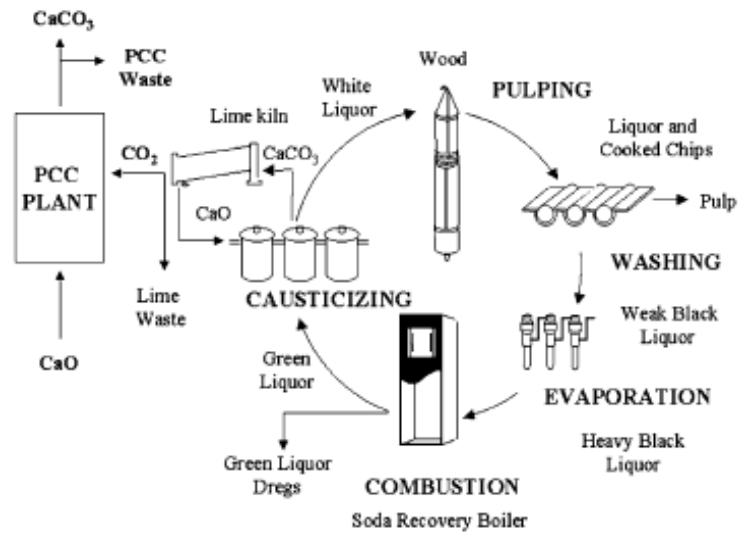 CaCO₃
PCC
Waste
Wood
White
Liquor
PULPING
Lime kiln
Liquor and
Cooked Chips
CO₂
CaCO₃
PCC
PLANT
Pulp
CaO
WASHING
CAUSTICIZING
Lime
Waste
Weak Black
Liquor
CaO
Green
Liquor
EVAPORATION
Heavy Black
Liquor
Green Liquor
Dregs
COMBUSTION
Soda Recovery Boiler